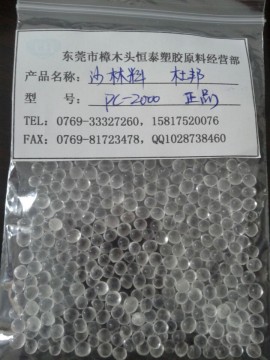 东莞市樟木头恒泰塑胶原料经营部
产品名称：沙林料 杜邦
型 号：PC-2000 正品
TEL：0769-33327260，15817520076
FAX：0769-81723478，QQ1028738460